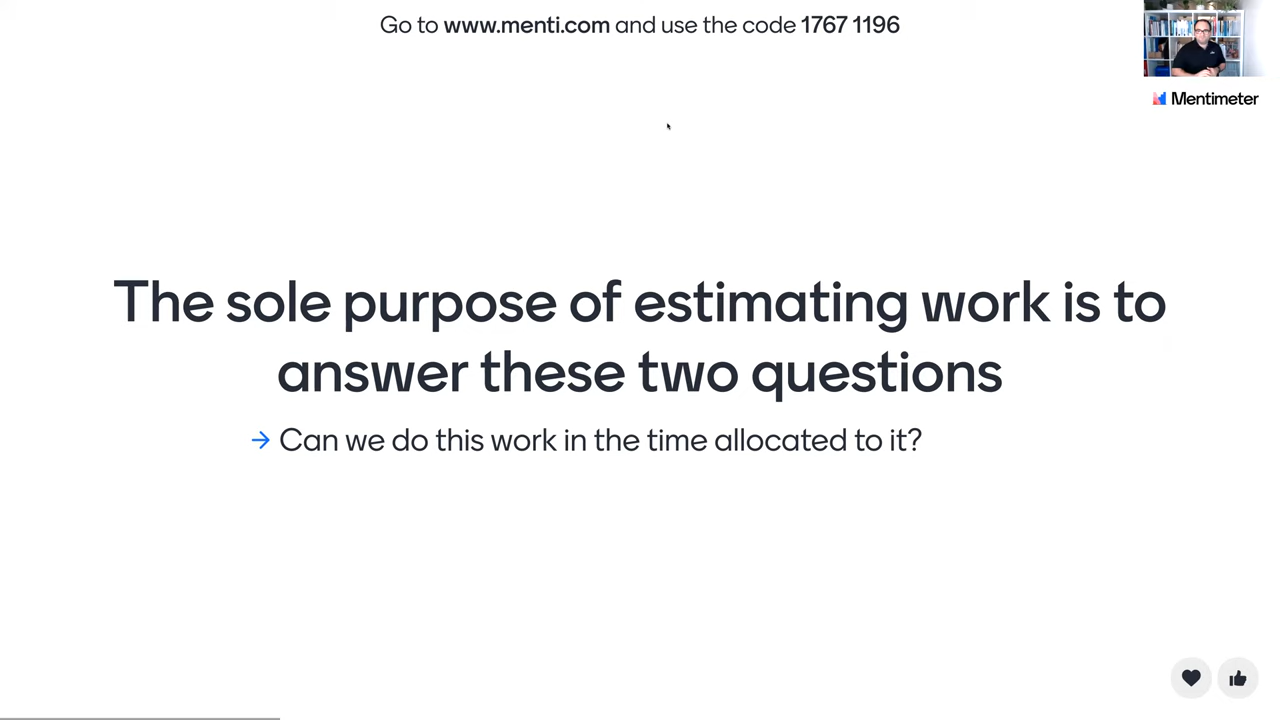 Go to www.menti.com and use the code 1767 1196
Mentimeter
The sole purpose of estimating work is to
answer these two questions
→ Can we do this work in the time allocated to it?